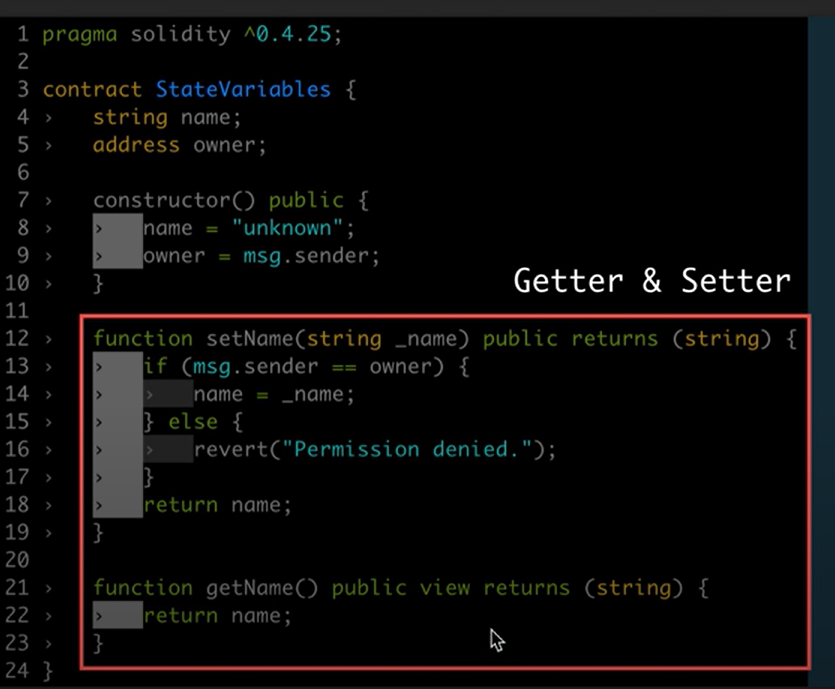 1 pragma solidity ^0.4.25;
2
3 contract StateVariables {
4 string name;
5 address owner;
6
7 constructor() public {
8 name = "unknown";
9 owner = msg.sender;
10 }
Getter & Setter
11
12 function setName(string _name) public returns (string) {
13 if (msg.sender == owner) {
14 name = _name;
15 } else {
16 revert("Permission denied.");
17 }
18 return name;
19 }
20
21 function getName() public view returns (string) {
22 return name;
23 }
24 }